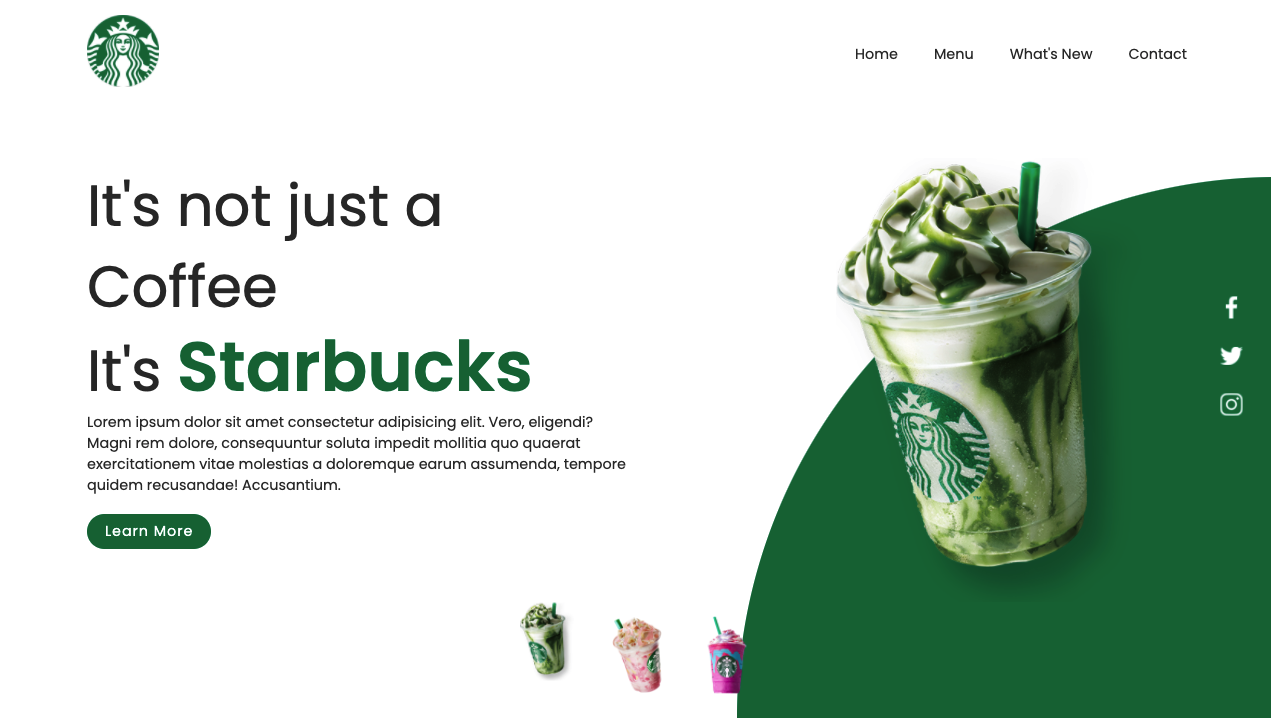 Home Menu What's New Contact
It's not just a
Coffee
It's Starbucks
Lorem ipsum dolor sit amet consectetur adipisicing elit. Vero, eligendi?
Magni rem dolore, consequuntur soluta impedit mollitia quo quaerat
exercitationem vitae molestias a doloremque earum assumenda, tempore
quidem recusandae! Accusantium.
Learn More